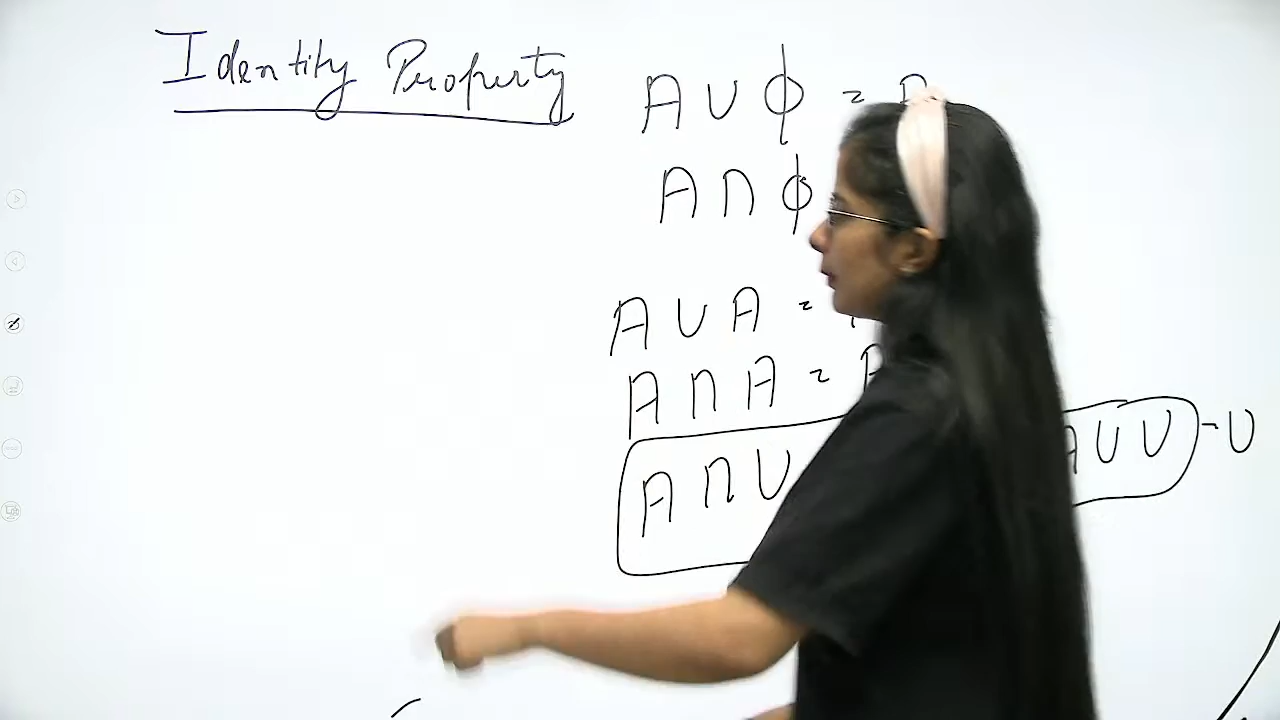 Identity Property
A ∪ ϕ = A
A ∩ ϕ
A ∪ A =
A ∩ A = A
A ∩ U
A ∪ U = U